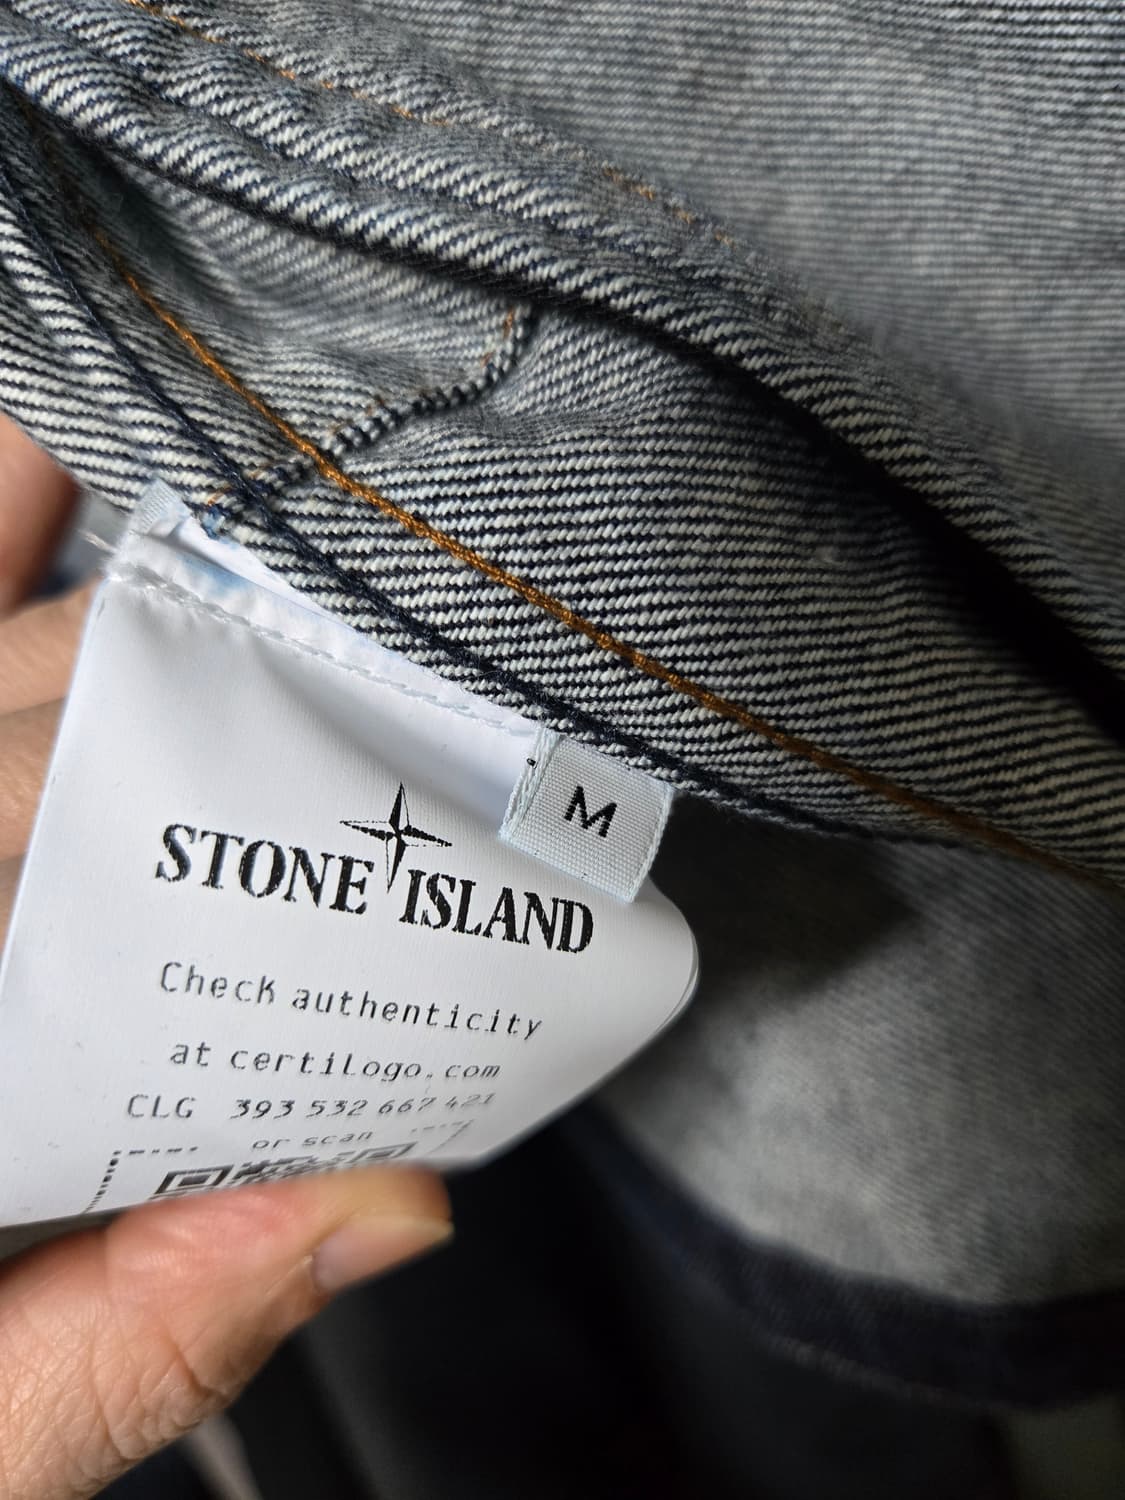 M
STONE ISLAND
Check authenticity
at certilogo.com
CLG 393 532 667 421
or scan